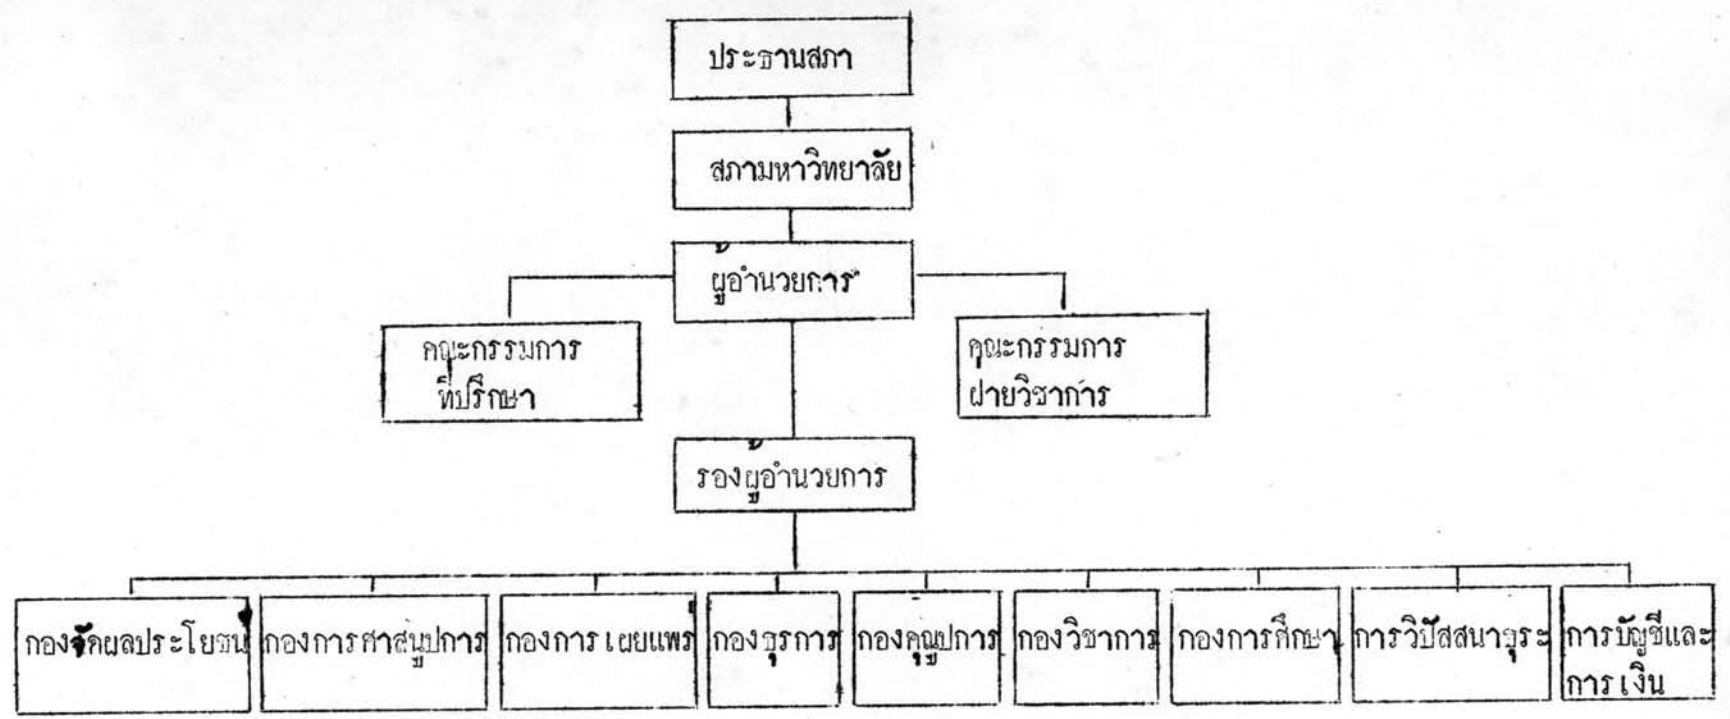 ประธานสภา
สภามหาวิทยาลัย
ผู้อำนวยการ
คณะกรรมการ
ที่ปรึกษา
คณะกรรมการ
ฝ่ายวิชาการ
รองผู้อำนวยการ
กองจัดผลประโยชน์
กองการศาสนูปการ
กองการเผยแพร่
กองธุรการ
กองคุณูปการ
กองวิชาการ
กองการศึกษา
การวิปัสสนาธุระ
การบัญชีและ
การเงิน